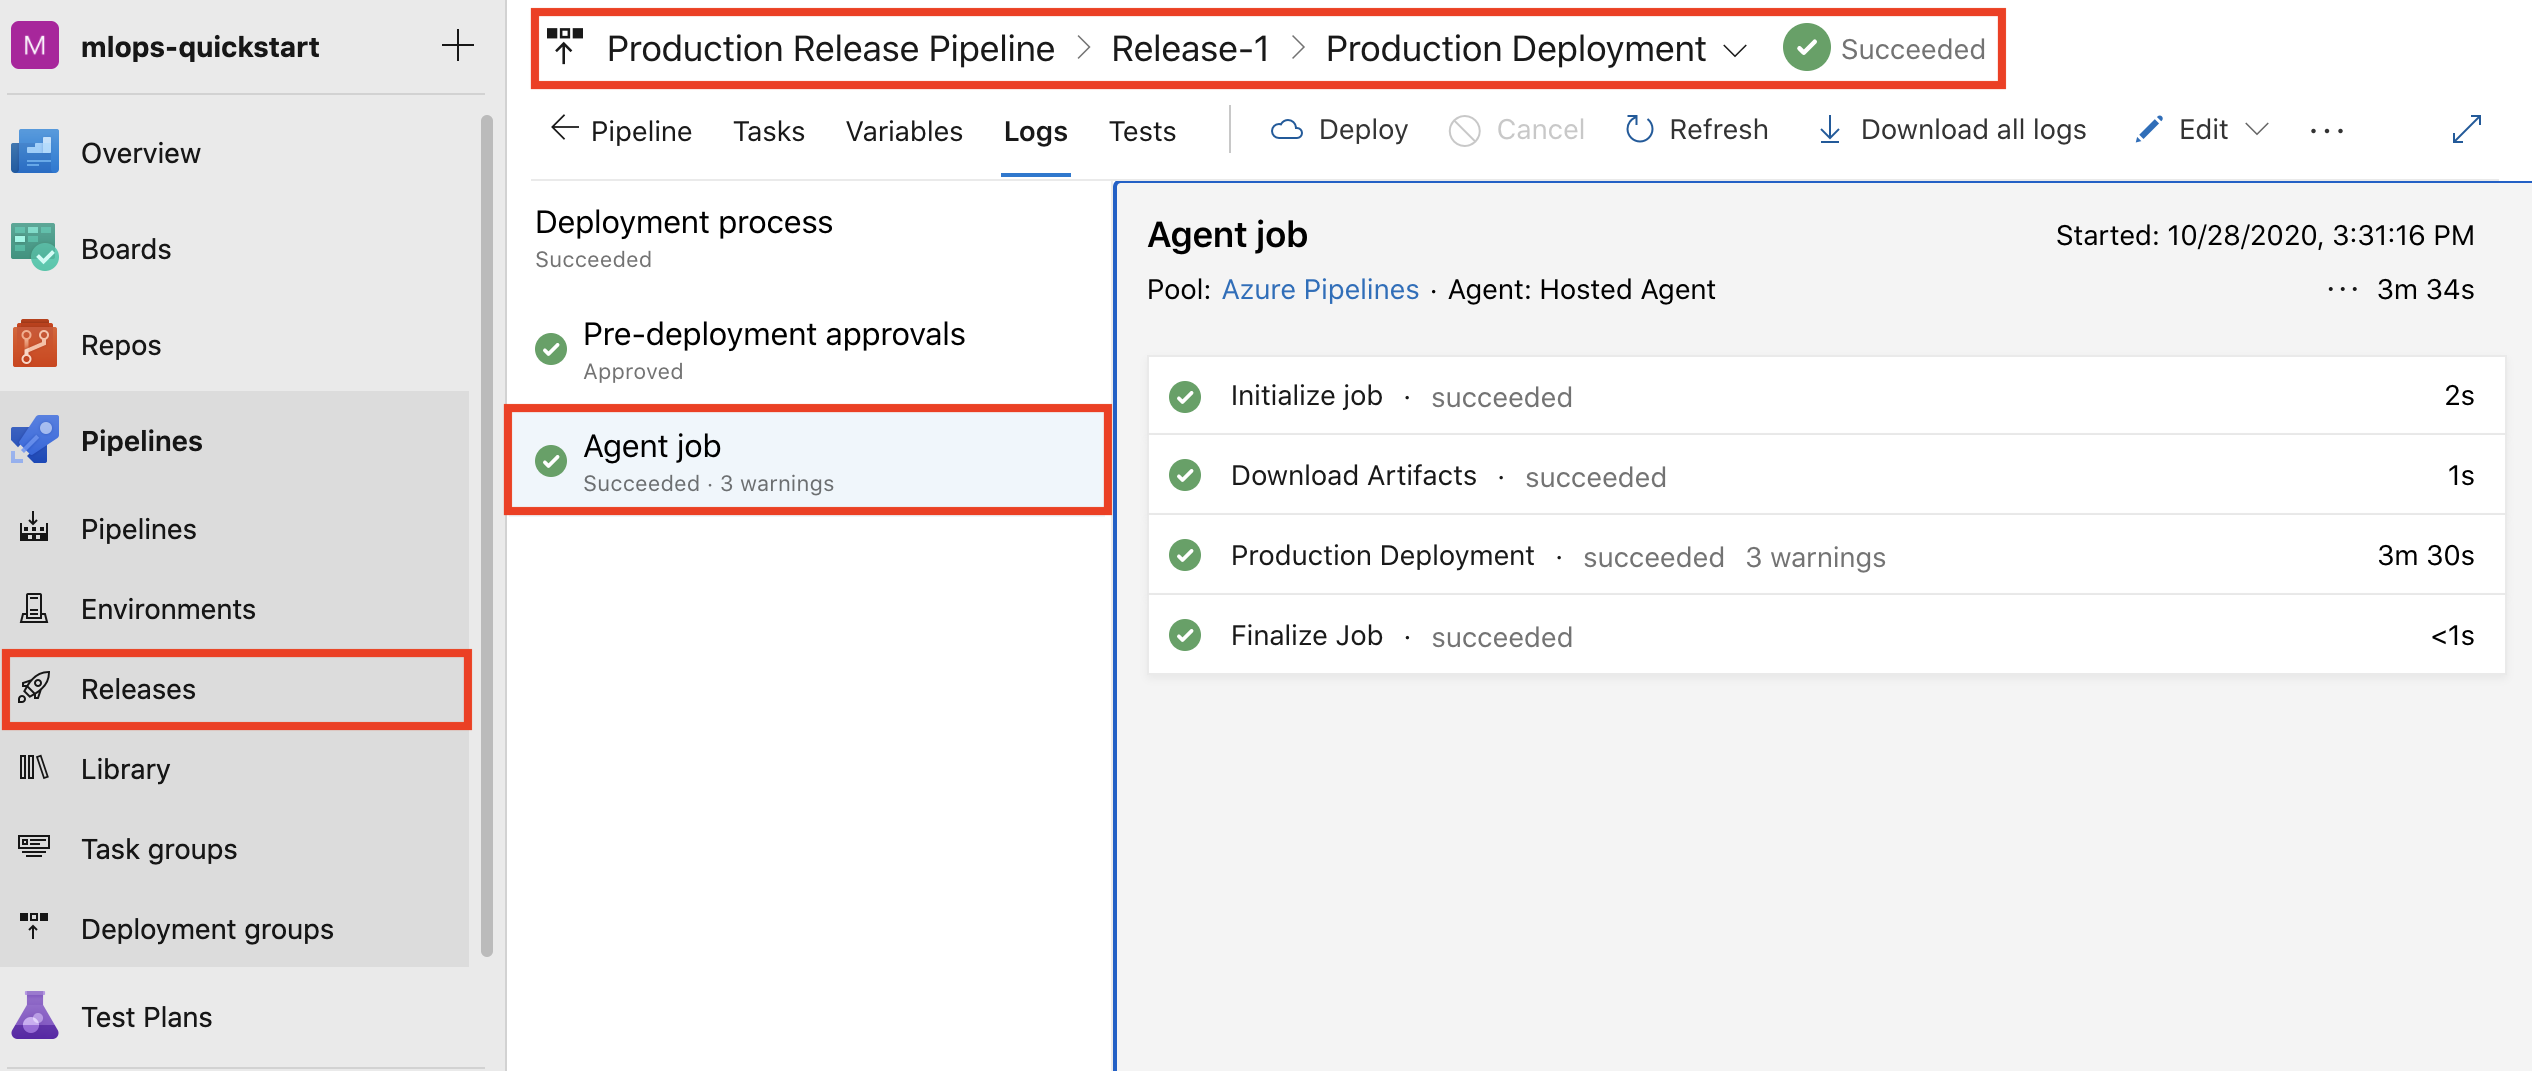 M mlops-quickstart
Overview
Boards
Repos
Pipelines
Pipelines
Environments
Releases
Library
Task groups
Deployment groups
Test Plans
Production Release Pipeline > Release-1 > Production Deployment Succeeded
Pipeline Tasks Variables Logs Tests Deploy Cancel Refresh Download all logs Edit ...
Deployment process
Succeeded
Pre-deployment approvals
Approved
Agent job
Succeeded · 3 warnings
Agent job Started: 10/28/2020, 3:31:16 PM
Pool: Azure Pipelines · Agent: Hosted Agent ... 3m 34s
Initialize job · succeeded 2s
Download Artifacts · succeeded 1s
Production Deployment · succeeded 3 warnings 3m 30s
Finalize Job · succeeded <1s